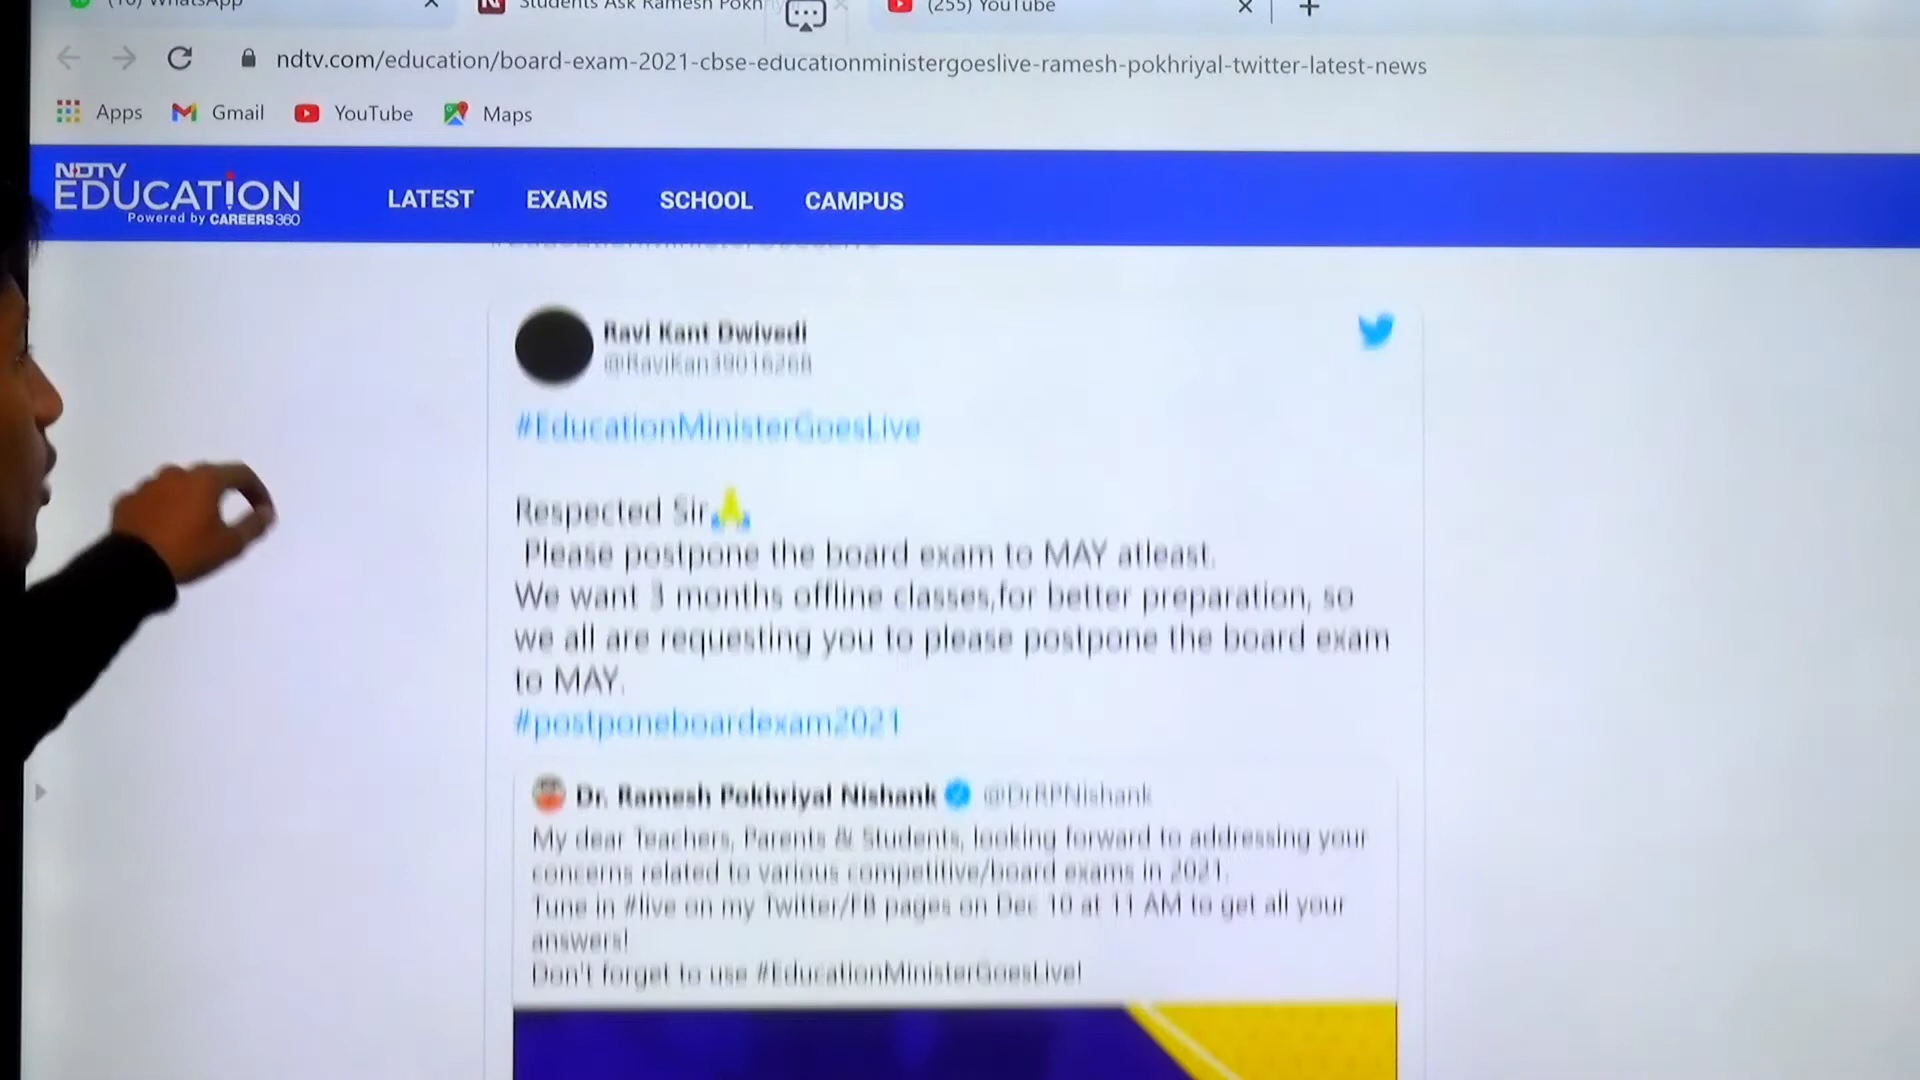 WhatsApp
Students Ask Ramesh Pokhriy
(255) YouTube
ndtv.com/education/board-exam-2021-cbse-educationministergoeslive-ramesh-pokhriyal-twitter-latest-news
Apps Gmail YouTube Maps
NDTV
EDUCATION
Powered by CAREERS360
LATEST EXAMS SCHOOL CAMPUS
Ravi Kant Dwivedi
@RaviKan39016268
#EducationMinisterGoesLive
Respected Sir🙏
Please postpone the board exam to MAY atleast.
We want 3 months offline classes,for better preparation, so
we all are requesting you to please postpone the board exam
to MAY.
#postponeboardexam2021
Dr. Ramesh Pokhriyal Nishank @DrRPNishank
My dear Teachers, Parents & Students, looking forward to addressing your
concerns related to various competitive/board exams in 2021.
Tune in #live on my Twitter/FB pages on Dec 10 at 11 AM to get all your
answers!
Don't forget to use #EducationMinisterGoesLive!